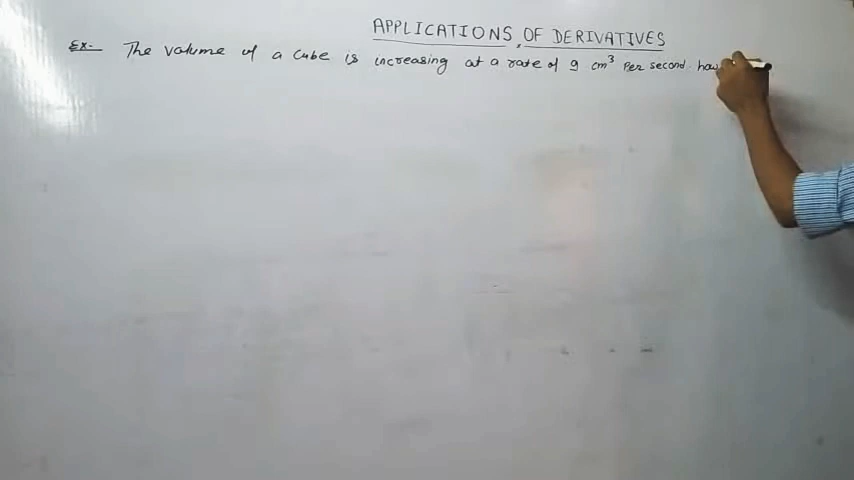 APPLICATIONS OF DERIVATIVES
Ex- The volume of a cube is increasing at a rate of 9 cm³ per second. how